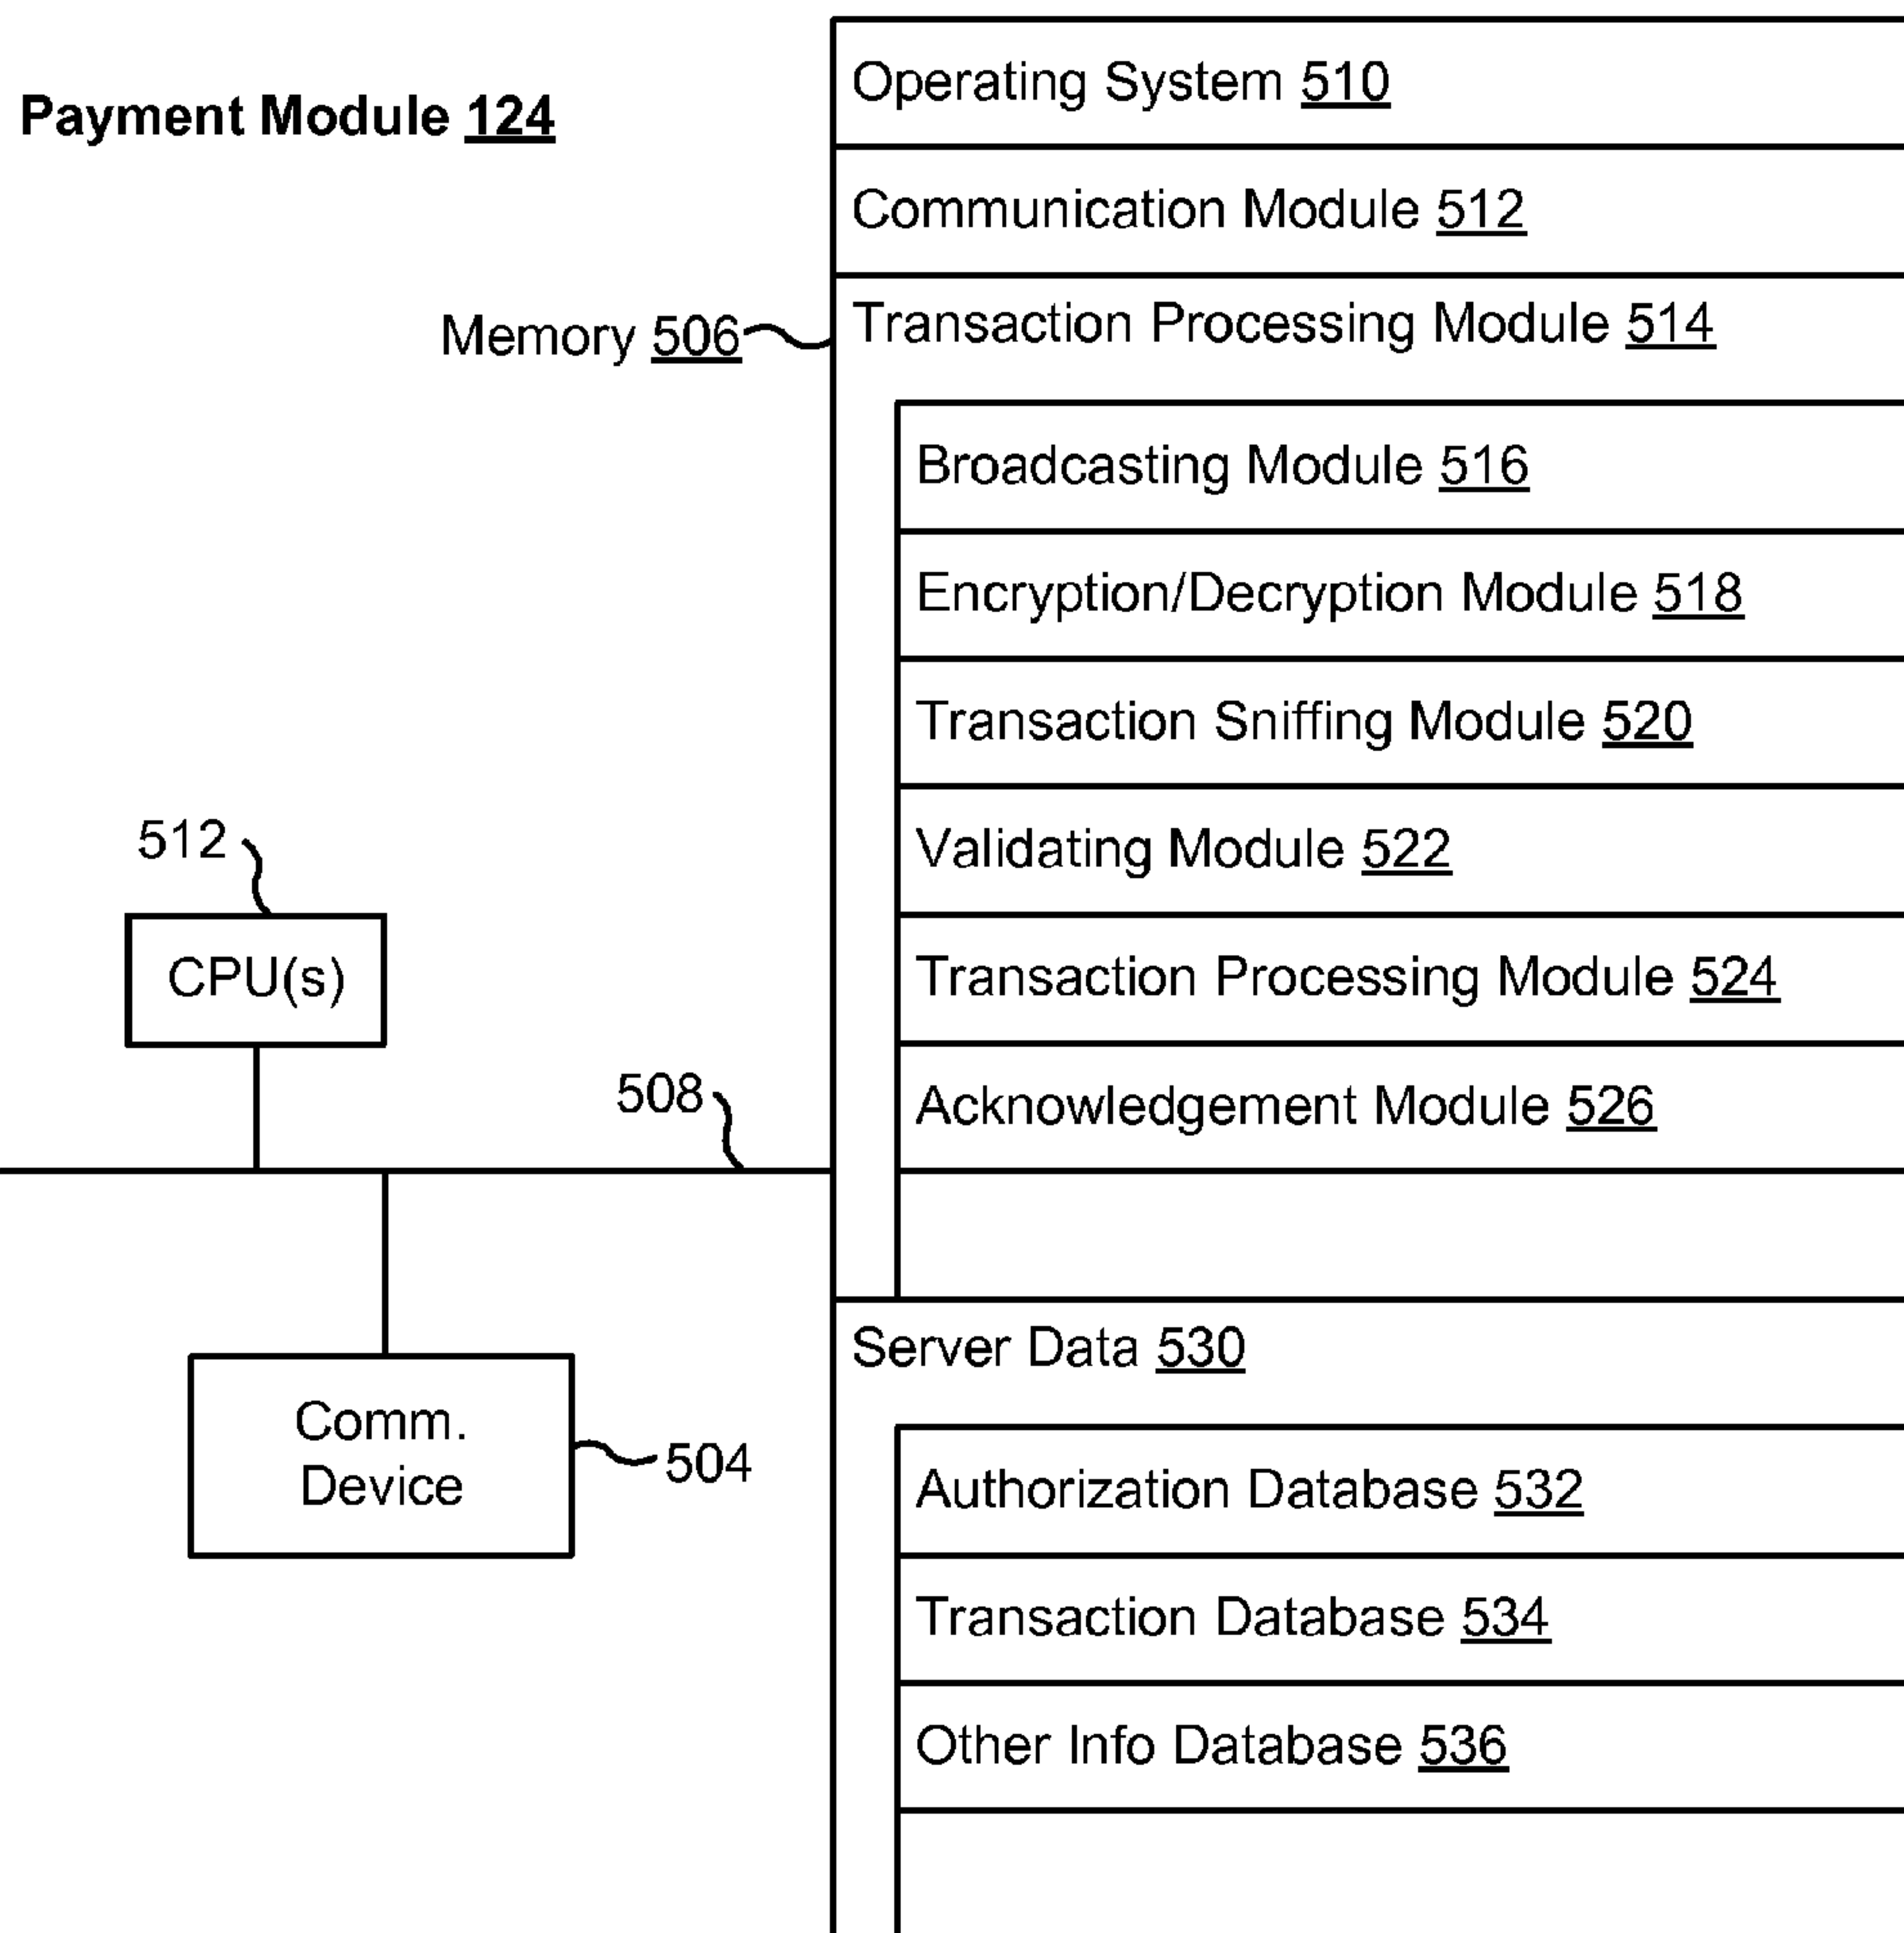 Payment Module 124
Operating System 510
Communication Module 512
Memory 506
Transaction Processing Module 514
Broadcasting Module 516
Encryption/Decryption Module 518
Transaction Sniffing Module 520
Validating Module 522
Transaction Processing Module 524
Acknowledgement Module 526
512
CPU(s)
508
Comm.
Device
504
Server Data 530
Authorization Database 532
Transaction Database 534
Other Info Database 536